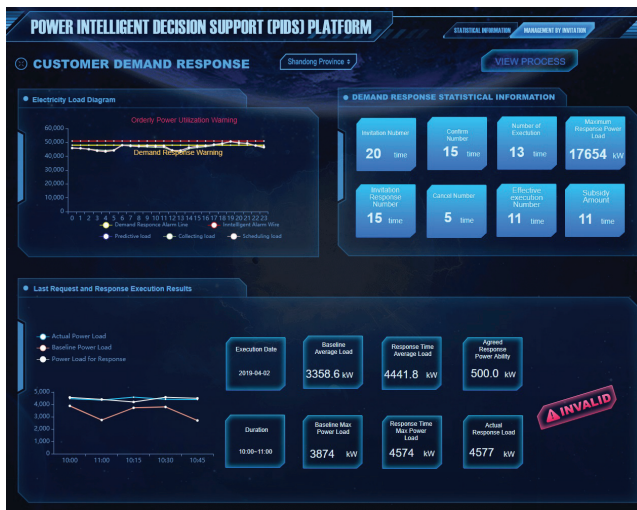 POWER INTELLIGENT DECISION SUPPORT (PIDS) PLATFORM
STATISTICAL INFORMATION
MANAGEMENT BY INVITATION
CUSTOMER DEMAND RESPONSE
Shandong Province
VIEW PROCESS
Electricity Load Diagram
Orderly Power Utilization Warning
Demand Response Warning
60,000
50,000
40,000
30,000
20,000
10,000
0
0 1 2 3 4 5 6 7 8 9 10 11 12 13 14 15 16 17 18 19 20 21 22 23
Demand Responce Alarm Line
Inntelligent Alarm Wire
Predictive load
Collecting load
Scheduling load
DEMAND RESPONSE STATISTICAL INFORMATION
Invitation Nubmer
20 time
Confirm
Number
15 time
Number of
Exectution
13 time
Maximum
Response Power
Load
17654 kW
Invitation
Response
Number
15 time
Cancol Number
5 time
Effective
execution
Number
11 time
Subsidy
Amount
11 time
Last Request and Response Execution Results
Actual Power Load
Baseline Power Load
Power Load for Response
5,000
4,000
3,000
2,000
1,000
0
10:00 11:00 10:15 10:30 10:45
Execution Date
2019-04-02
Baseline
Average Load
3358.6 kW
Response Time
Average Load
4441.8 kW
Agreed
Response
Power Ability
500.0 kW
Duration
10:00~11:00
Baseline Max
Power Load
3874 kW
Response Time
Max Power
Load
4574 kW
Actual
Response Load
4577 kW
INVALID